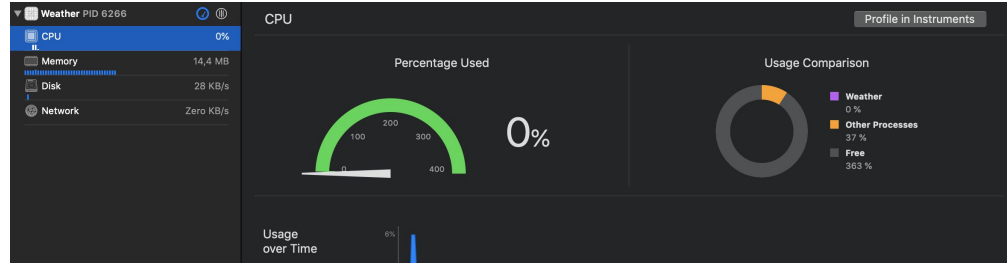 Weather PID 6266
CPU 0%
Memory 14,4 MB
Disk 28 KB/s
Network Zero KB/s
CPU
Profile in Instruments
Percentage Used
0
100
200
300
400
0%
Usage Comparison
Weather
0 %
Other Processes
37 %
Free
363 %
Usage
over Time
6%